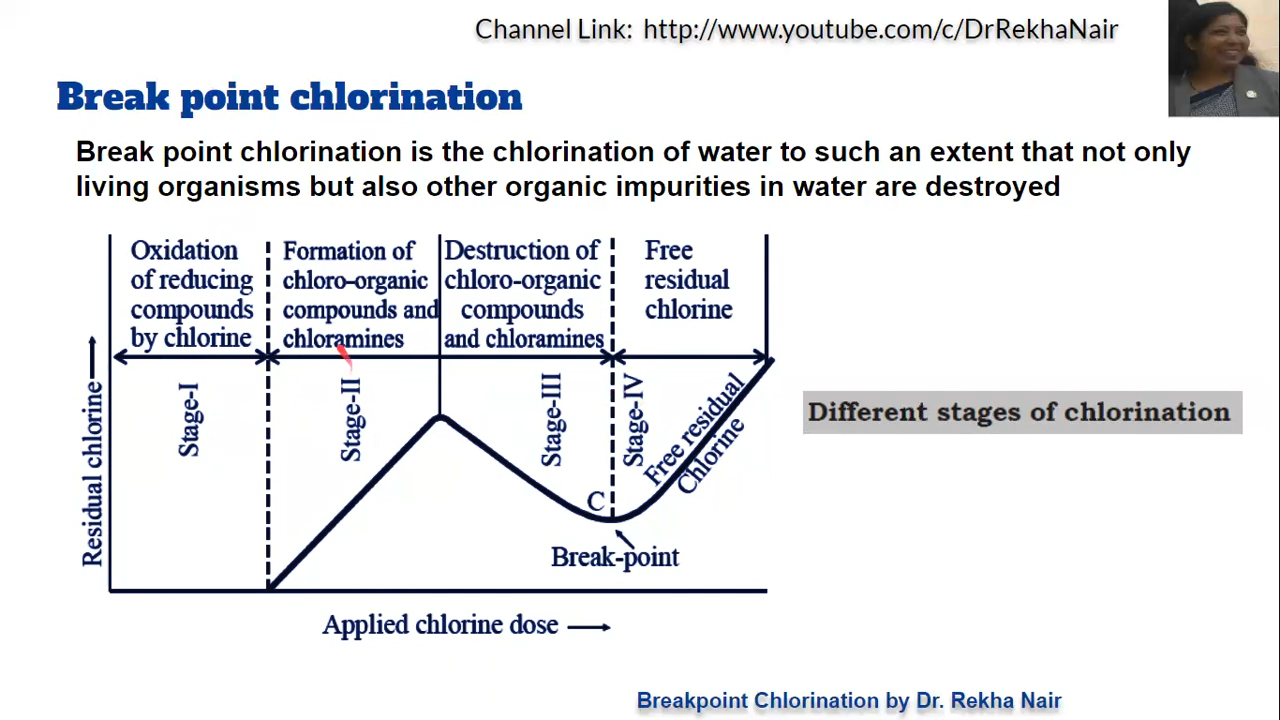 Channel Link: http://www.youtube.com/c/DrRekhaNair
Break point chlorination
Break point chlorination is the chlorination of water to such an extent that not only
living organisms but also other organic impurities in water are destroyed
Oxidation
of reducing
compounds
by chlorine
Formation of
chloro-organic
compounds and
chloramines
Destruction of
chloro-organic
compounds
and chloramines
Free
residual
chlorine
Residual chlorine
Stage-I
Stage-II
Stage-III
Stage-IV
Free residual
Chlorine
C
Break-point
Applied chlorine dose
Different stages of chlorination
Breakpoint Chlorination by Dr. Rekha Nair